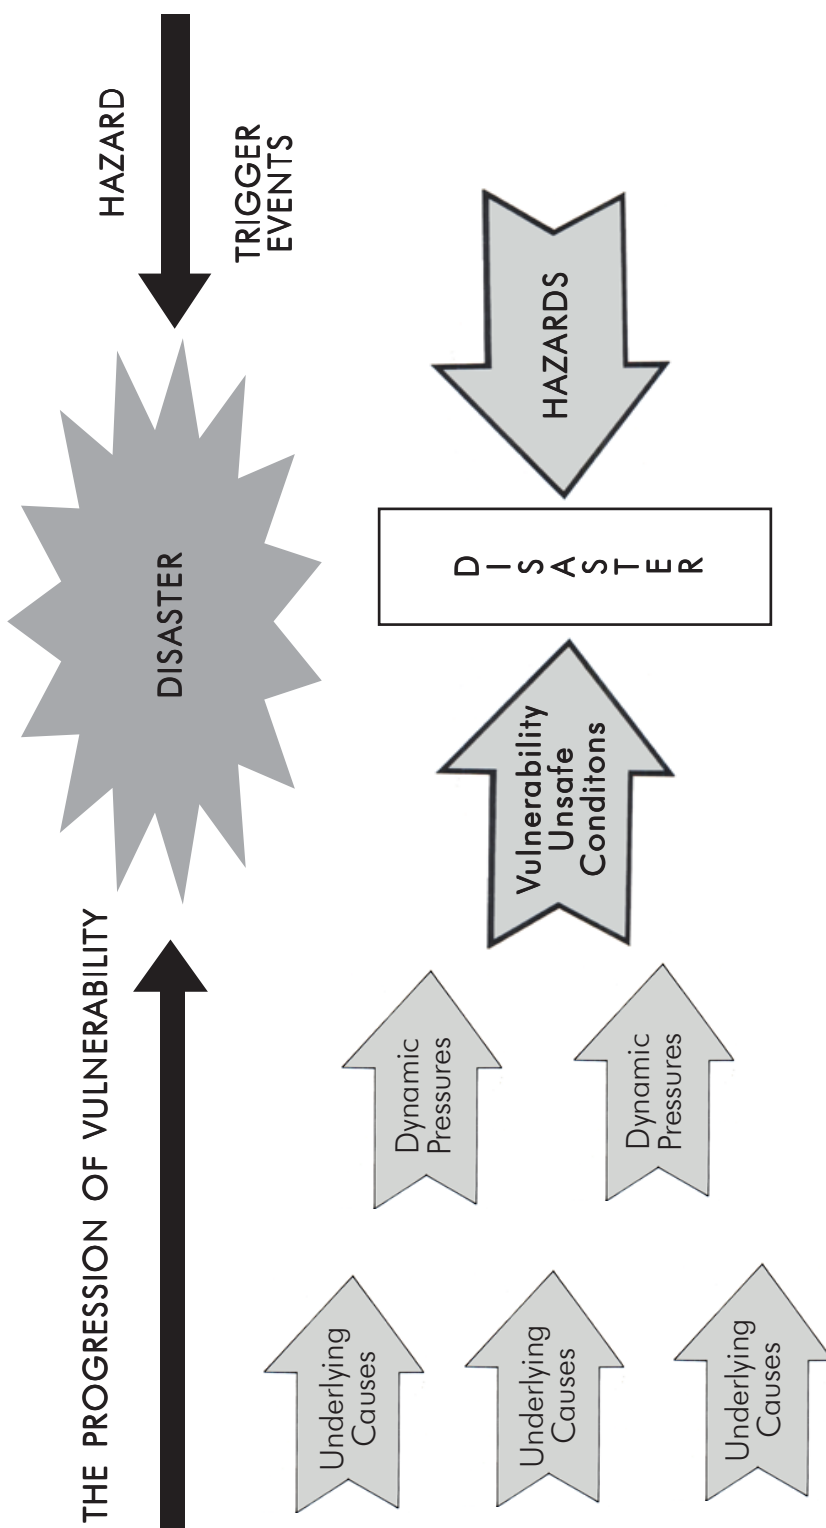 THE PROGRESSION OF VULNERABILITY
DISASTER
HAZARD
TRIGGER
EVENTS
Underlying
Causes
Underlying
Causes
Underlying
Causes
Dynamic
Pressures
Dynamic
Pressures
Vulnerability
Unsafe
Conditons
D
I
S
A
S
T
E
R
HAZARDS